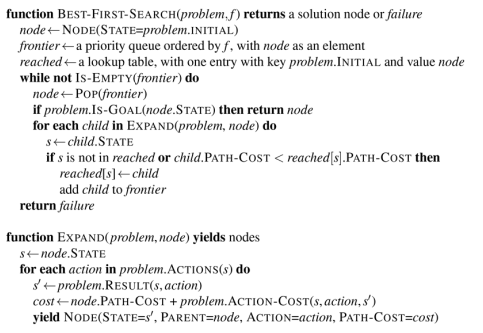 function BEST-FIRST-SEARCH(problem, f) returns a solution node or failure
node ← NODE(STATE=problem.INITIAL)
frontier ← a priority queue ordered by f, with node as an element
reached ← a lookup table, with one entry with key problem.INITIAL and value node
while not IS-EMPTY(frontier) do
node ← POP(frontier)
if problem.IS-GOAL(node.STATE) then return node
for each child in EXPAND(problem, node) do
s ← child.STATE
if s is not in reached or child.PATH-COST < reached[s].PATH-COST then
reached[s] ← child
add child to frontier
return failure
function EXPAND(problem, node) yields nodes
s ← node.STATE
for each action in problem.ACTIONS(s) do
s′ ← problem.RESULT(s, action)
cost ← node.PATH-COST + problem.ACTION-COST(s, action, s′)
yield NODE(STATE=s′, PARENT=node, ACTION=action, PATH-COST=cost)